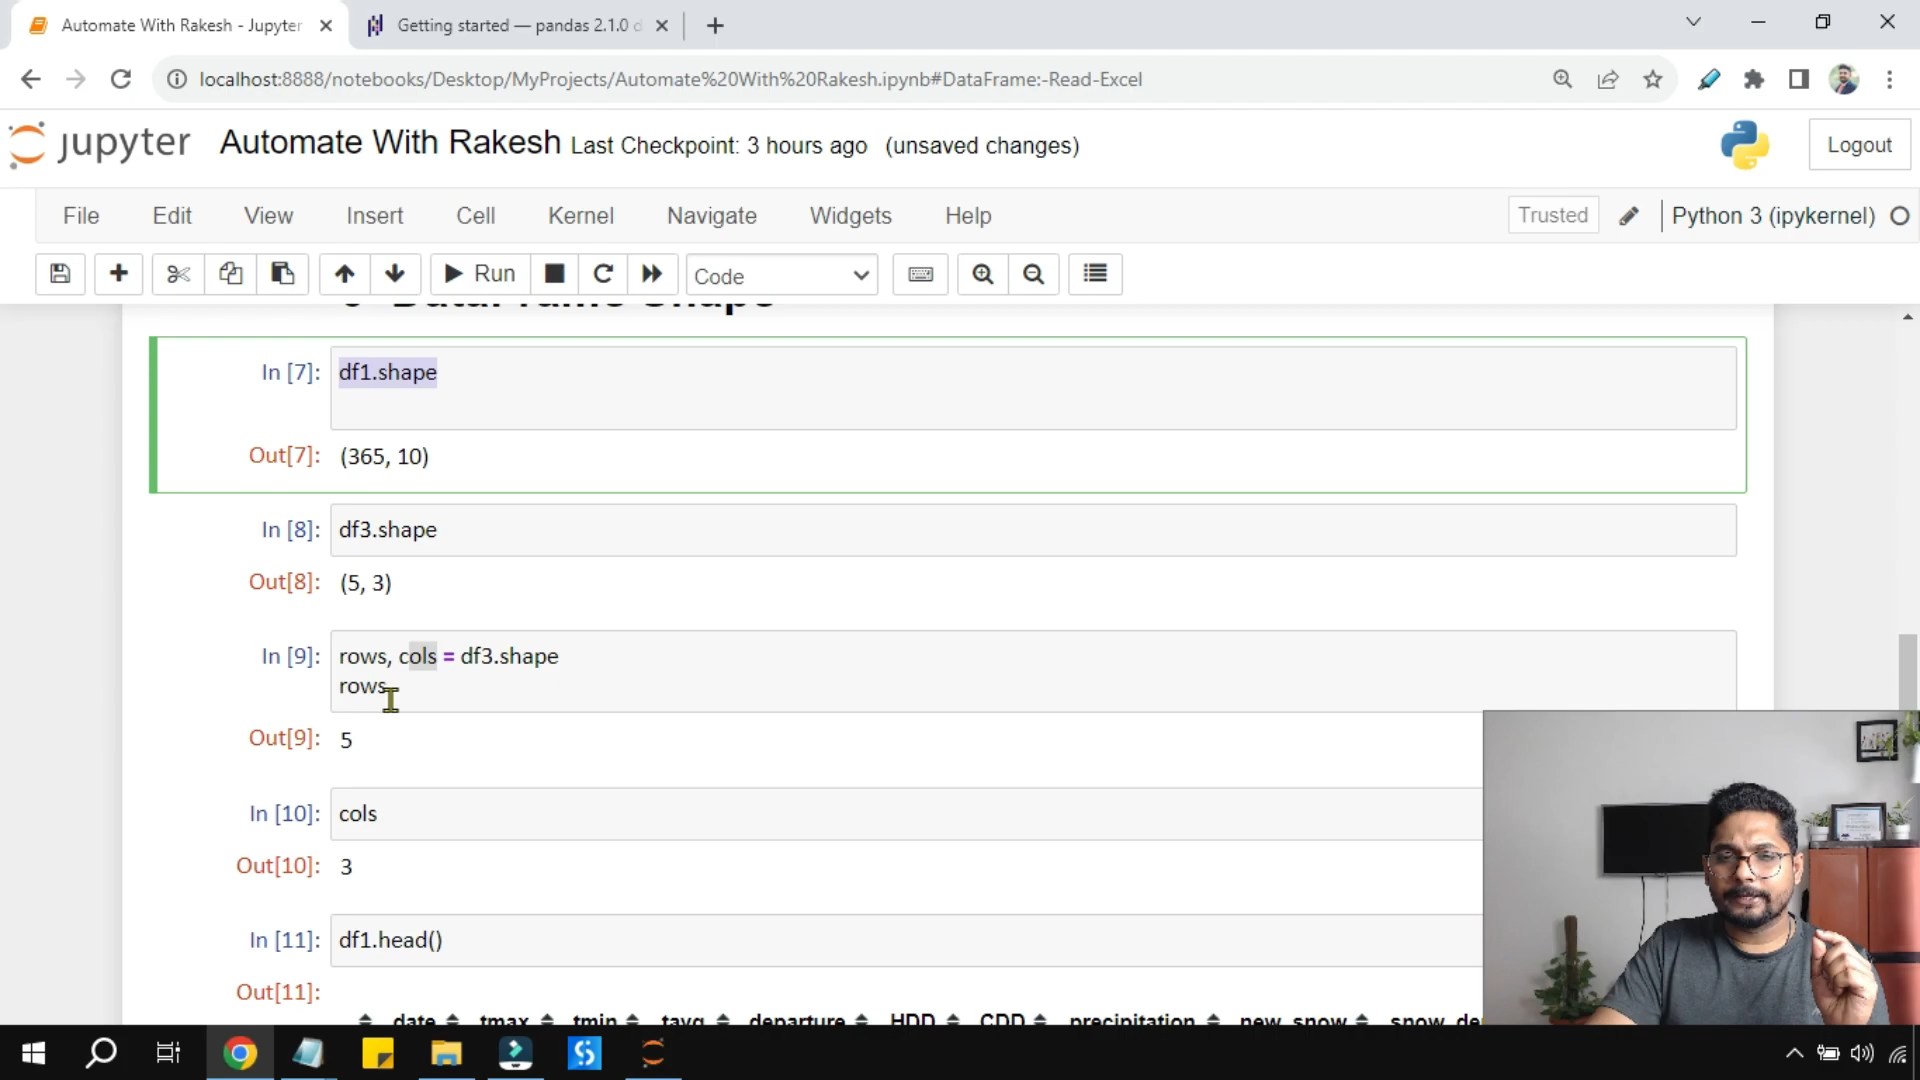 Automate With Rakesh - Jupyter
Getting started — pandas 2.1.0 d
localhost:8888/notebooks/Desktop/MyProjects/Automate%20With%20Rakesh.ipynb#DataFrame:-Read-Excel
jupyter Automate With Rakesh Last Checkpoint: 3 hours ago (unsaved changes)
Logout
File Edit View Insert Cell Kernel Navigate Widgets Help
Trusted Python 3 (ipykernel)
Run Code
DataFrame Shape
In [7]: df1.shape
Out[7]: (365, 10)
In [8]: df3.shape
Out[8]: (5, 3)
In [9]: rows, cols = df3.shape
rows
Out[9]: 5
In [10]: cols
Out[10]: 3
In [11]: df1.head()
Out[11]:
date tmax tmin tavg departure HDD CDD precipitation new_snow snow_de